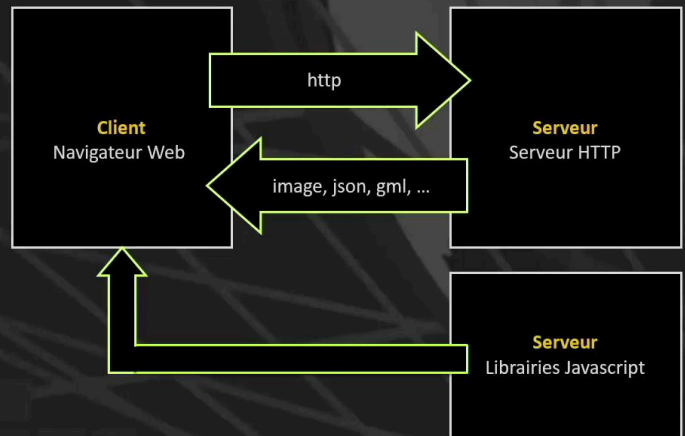 http
Client
Navigateur Web
Serveur
Serveur HTTP
image, json, gml, ...
Serveur
Librairies Javascript